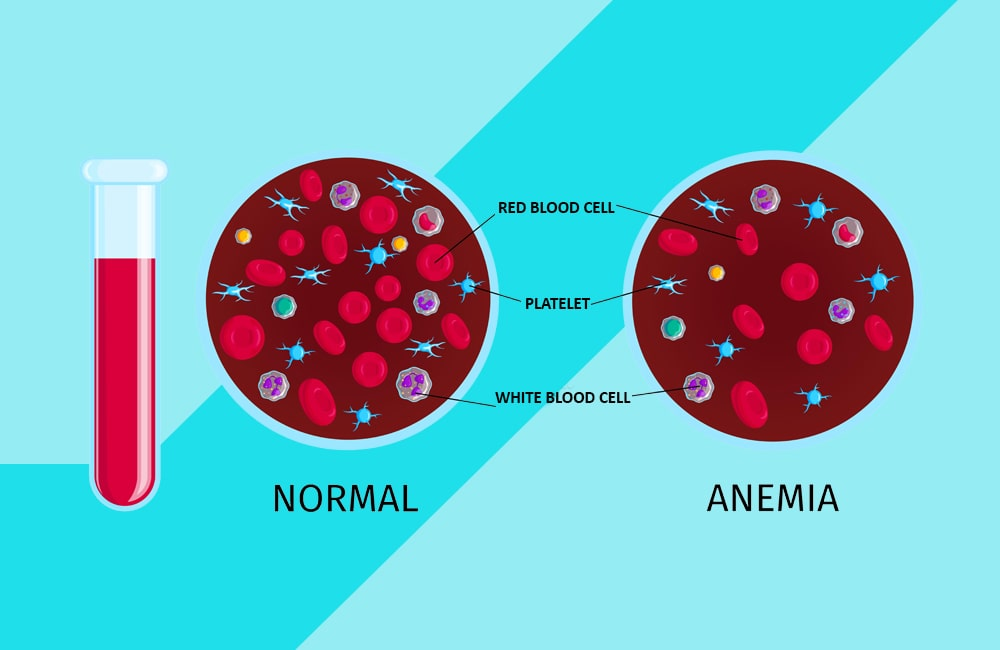 RED BLOOD CELL
PLATELET
WHITE BLOOD CELL
NORMAL
ANEMIA